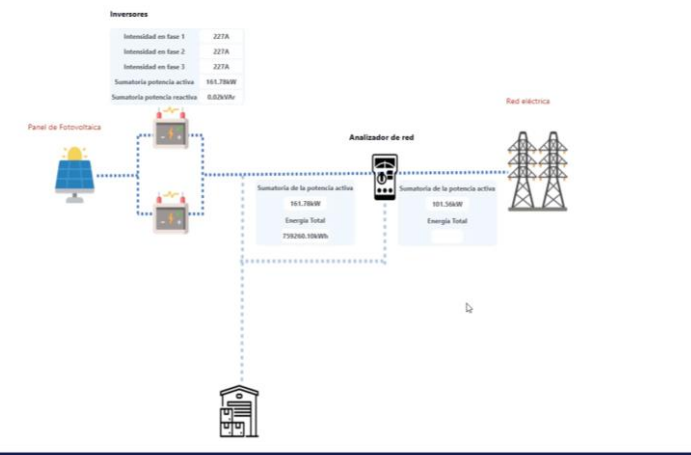 Inversores
Intensidad en fase 1 227A
Intensidad en fase 2 227A
Intensidad en fase 3 227A
Sumatoria potencia activa 161.78kW
Sumatoria potencia reactiva 0.02kVAr
Panel de Fotovoltaica
Red eléctrica
Analizador de red
Sumatoria de la potencia activa
161.78kW
Energía Total
759260.10kWh
Sumatoria de la potencia activa
101.56kW
Energía Total